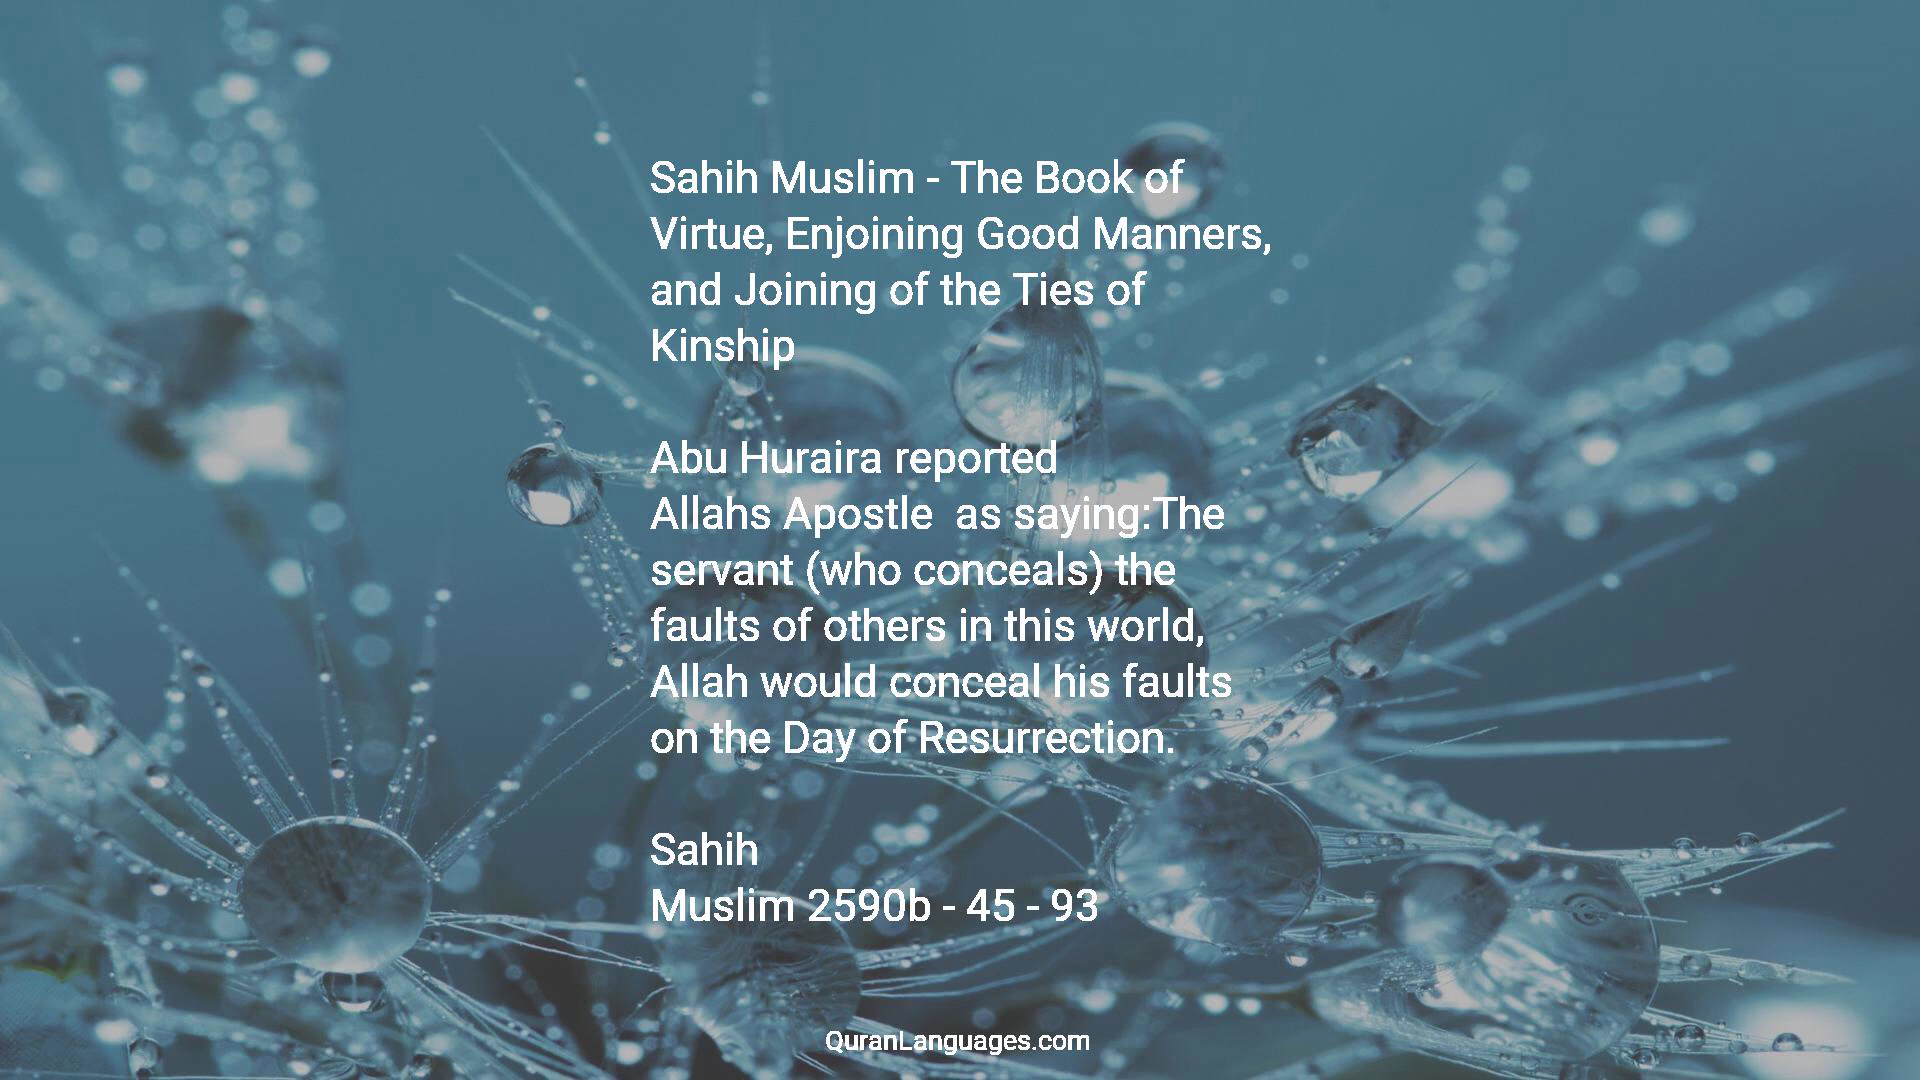 Sahih Muslim - The Book of
Virtue, Enjoining Good Manners,
and Joining of the Ties of
Kinship
Abu Huraira reported
Allahs Apostle  as saying:The
servant (who conceals) the
faults of others in this world,
Allah would conceal his faults
on the Day of Resurrection.
Sahih
Muslim 2590b - 45 - 93
QuranLanguages.com